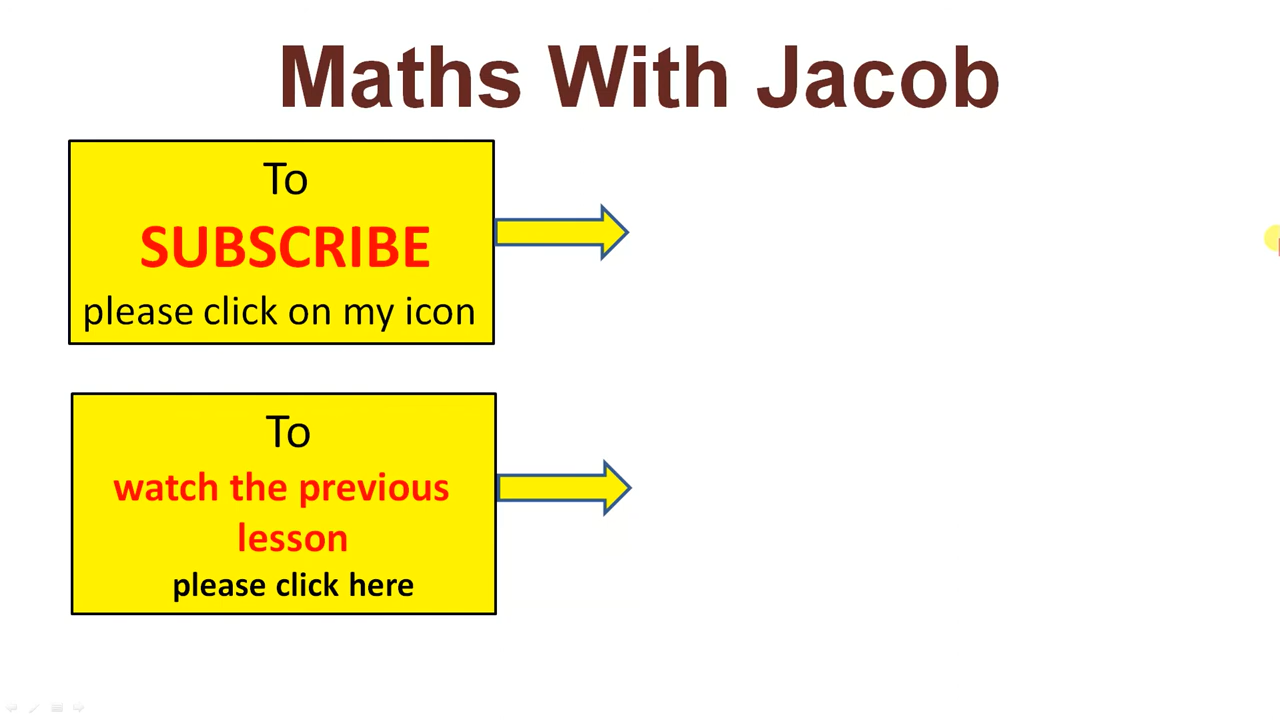 Maths With Jacob
To
SUBSCRIBE
please click on my icon
To
watch the previous
lesson
please click here